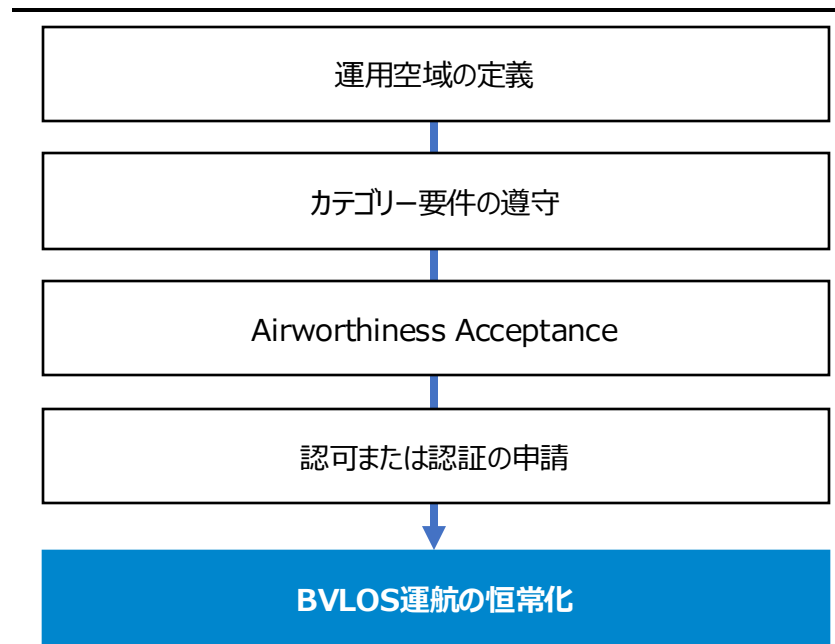 運用空域の定義
カテゴリー要件の遵守
Airworthiness Acceptance
認可または認証の申請
BVLOS運航の恒常化